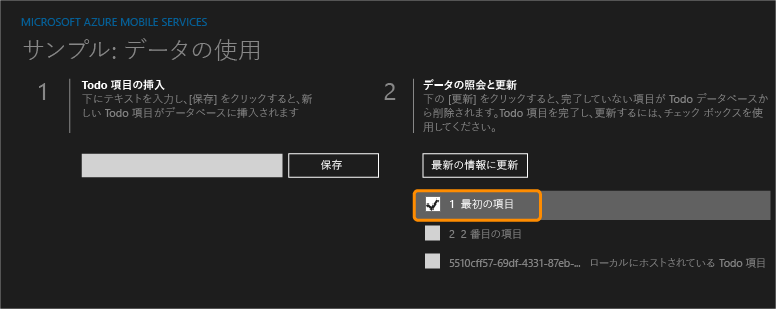 MICROSOFT AZURE MOBILE SERVICES
サンプル: データの使用
1
Todo 項目の挿入
下にテキストを入力し、[保存] をクリックすると、新
しい Todo 項目がデータベースに挿入されます
保存
2
データの照会と更新
下の [更新] をクリックすると、完了していない項目が Todo データベースか
ら削除されます。Todo 項目を完了し、更新するには、チェック ボックスを使
用してください。
最新の情報に更新
1 最初の項目
2 2 番目の項目
5510cff57-69df-4331-87eb-... ローカルにホストされている Todo 項目